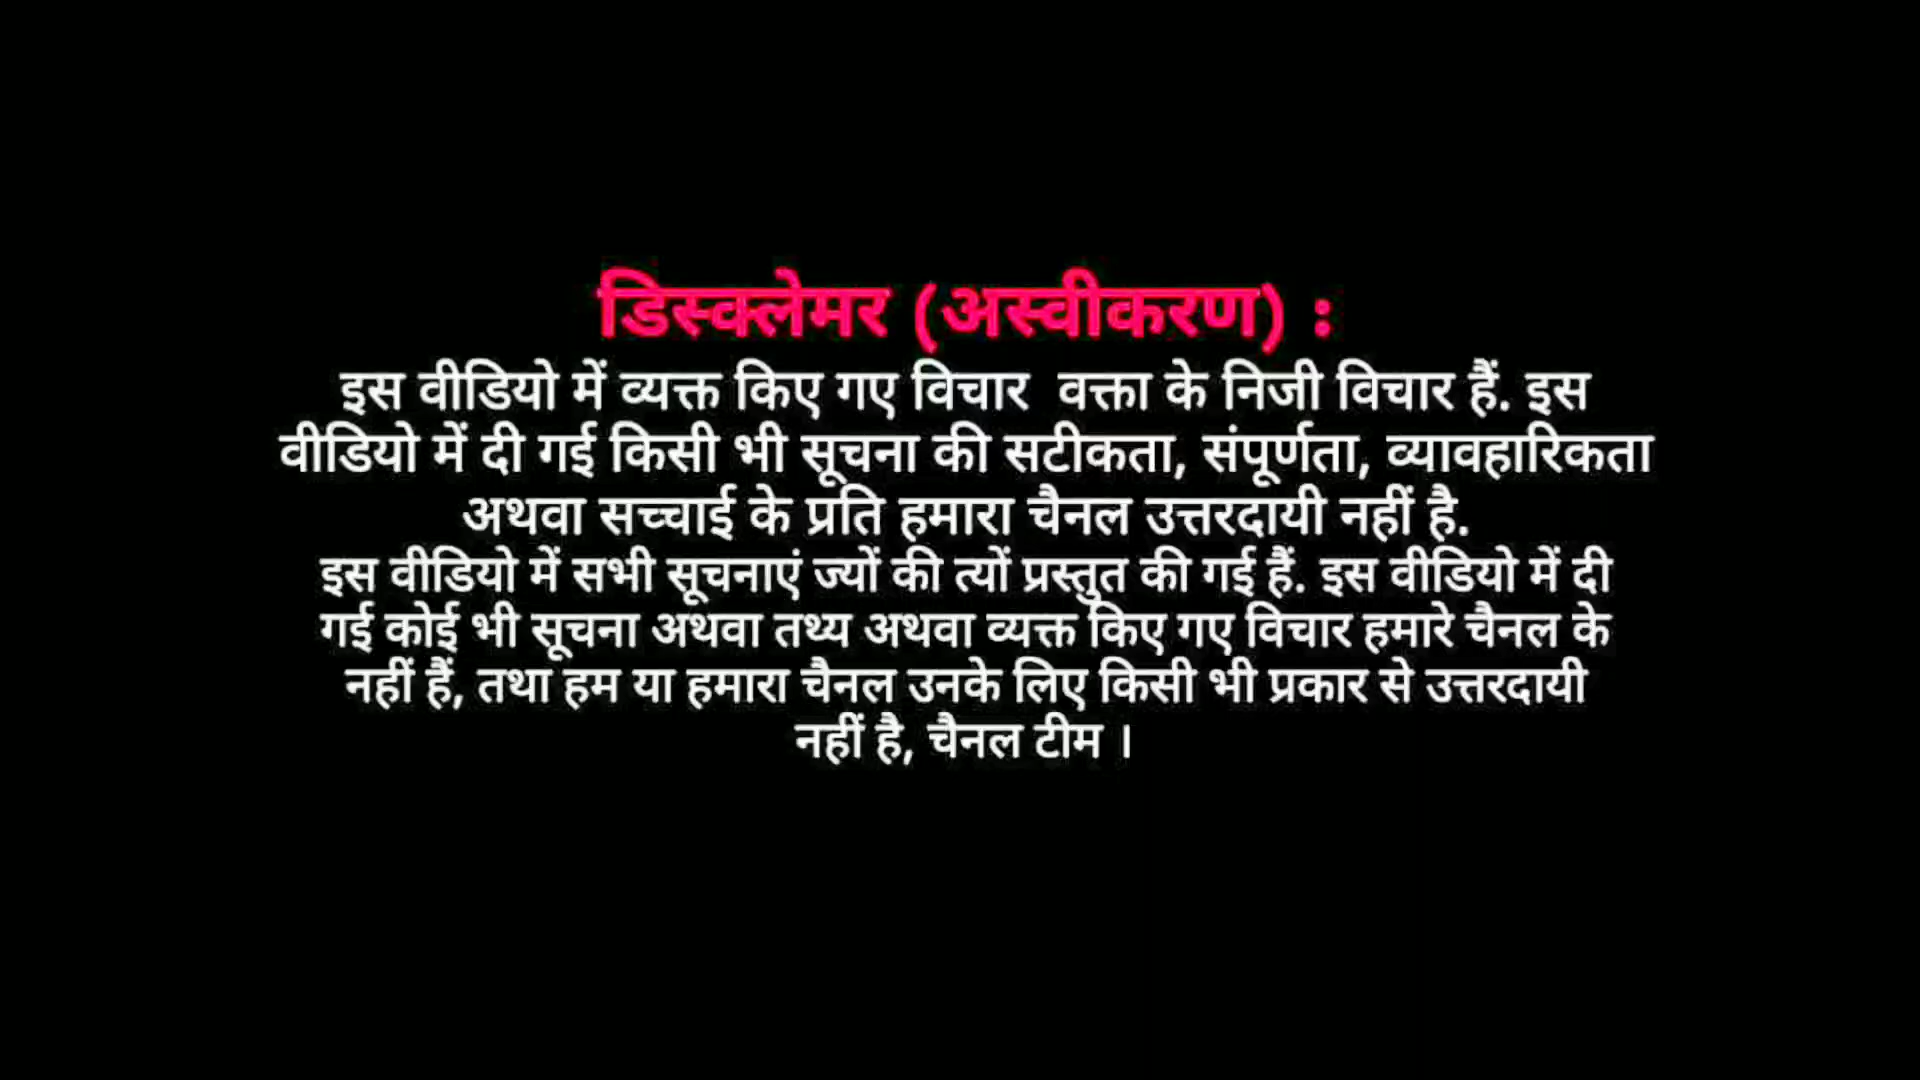 डिस्क्लेमर (अस्वीकरण) :
इस वीडियो में व्यक्त किए गए विचार वक्ता के निजी विचार हैं. इस
वीडियो में दी गई किसी भी सूचना की सटीकता, संपूर्णता, व्यावहारिकता
अथवा सच्चाई के प्रति हमारा चैनल उत्तरदायी नहीं है.
इस वीडियो में सभी सूचनाएं ज्यों की त्यों प्रस्तुत की गई हैं. इस वीडियो में दी
गई कोई भी सूचना अथवा तथ्य अथवा व्यक्त किए गए विचार हमारे चैनल के
नहीं हैं, तथा हम या हमारा चैनल उनके लिए किसी भी प्रकार से उत्तरदायी
नहीं है, चैनल टीम ।